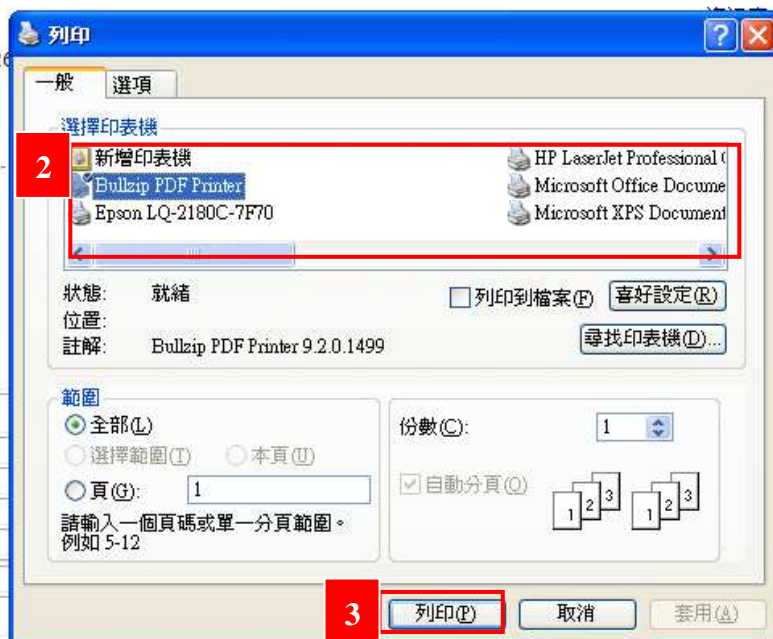 列印
一般 選項
選擇印表機
2
新增印表機 HP LaserJet Professional
Bullzip PDF Printer Microsoft Office Docume
Epson LQ-2180C-7F70 Microsoft XPS Document
狀態: 就緒 列印到檔案(F) 喜好設定(R)
位置:
註解: Bullzip PDF Printer 9.2.0.1499 尋找印表機(D)...
範圍
全部(L) 份數(C): 1
選擇範圍(T) 本頁(U)
頁(G): 1 自動分頁(O)
1 2 3 1 2 3
請輸入一個頁碼或單一分頁範圍。
例如 5-12
3 列印(P) 取消 套用(A)